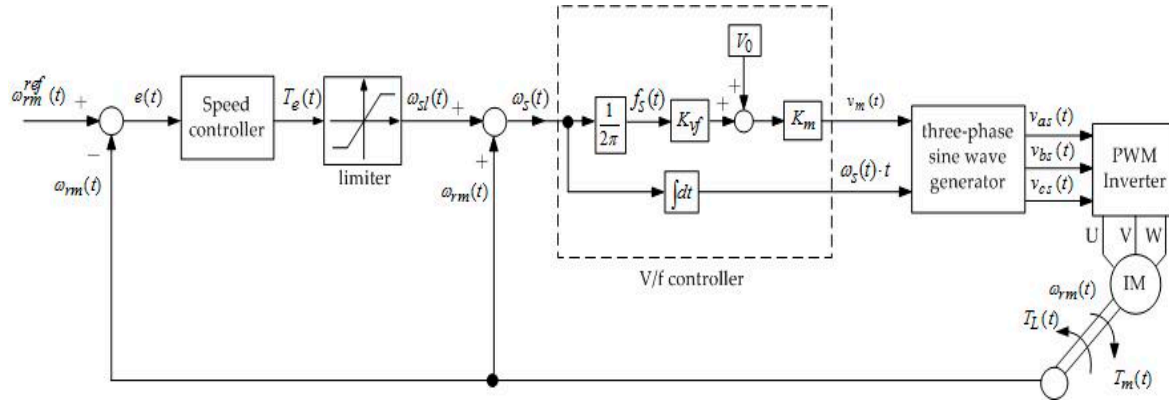 V₀
ω_rm^ref(t) + e(t) Speed controller T_e(t) ω_sl(t) + ω_s(t) 1/2π f_s(t) K_vf + + K_m v_m(t) three-phase sine wave generator v_as(t) v_bs(t) v_cs(t) PWM Inverter
−
limiter
+
ω_rm(t) ω_rm(t) ∫dt ω_s(t)·t
U V W
V/f controller
IM
ω_rm(t)
T_L(t)
T_m(t)